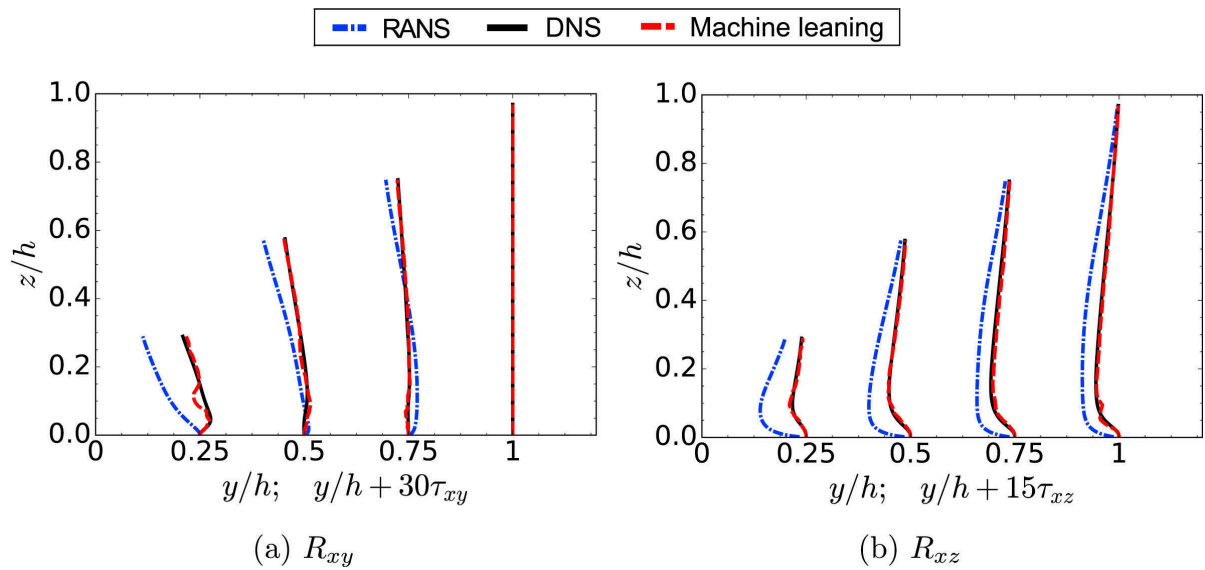 RANS DNS Machine leaning
1.0
0.8
0.6
0.4
0.2
0.0
z/h
0 0.25 0.5 0.75 1
y/h; y/h + 30τxy
(a) Rxy
1.0
0.8
0.6
0.4
0.2
0.0
z/h
0 0.25 0.5 0.75 1
y/h; y/h + 15τxz
(b) Rxz